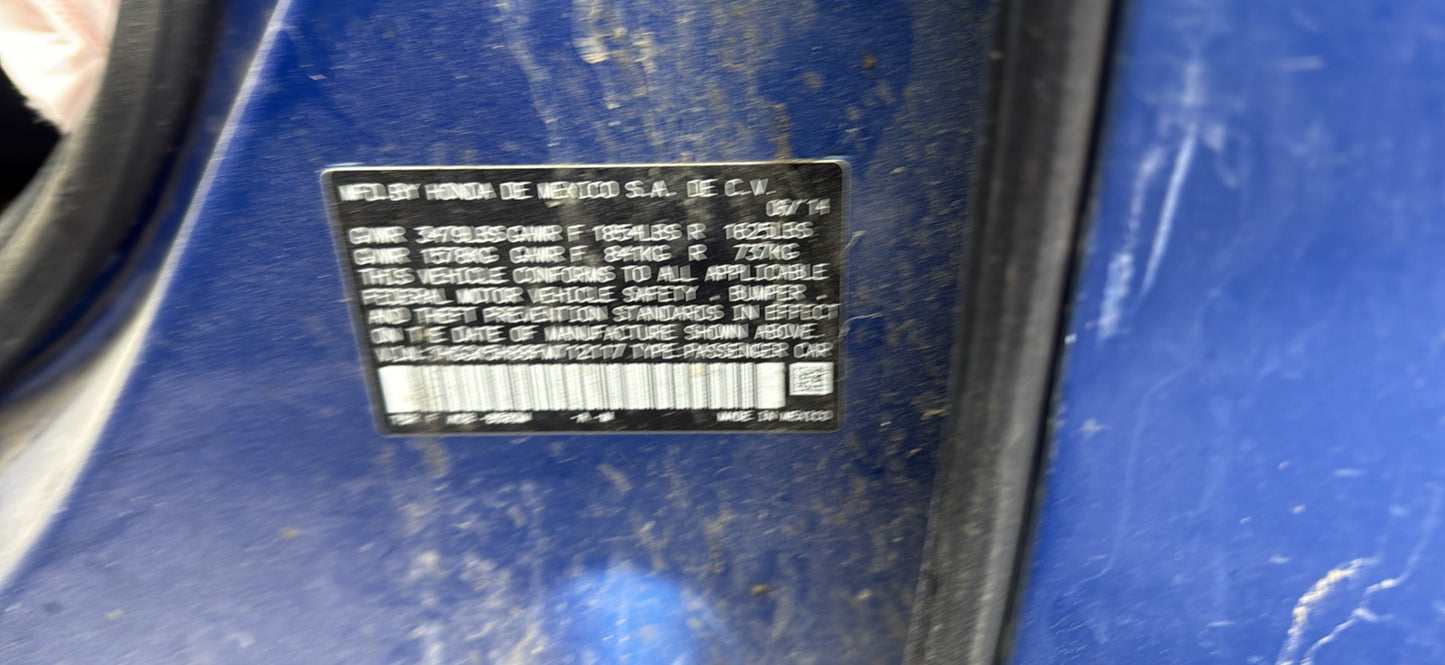 MFD.BY HONDA DE MEXICO S.A. DE C.V.
06/14
GVWR 3479LBS GAWR F 1854LBS R 1625LBS
GVWR 1578KG GAWR F 841KG R 737KG
THIS VEHICLE CONFORMS TO ALL APPLICABLE
FEDERAL MOTOR VEHICLE SAFETY , BUMPER ,
AND THEFT PREVENTION STANDARDS IN EFFECT
ON THE DATE OF MANUFACTURE SHOWN ABOVE.
V.I.N.: TYPE:PASSENGER CAR
MADE IN MEXICO